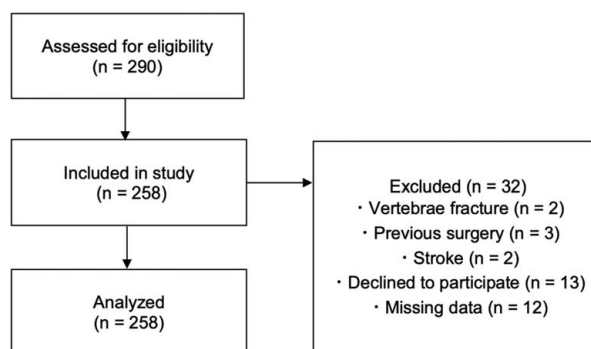 Assessed for eligibility
(n = 290)
Included in study
(n = 258)
Excluded (n = 32)
・Vertebrae fracture (n = 2)
・Previous surgery (n = 3)
・Stroke (n = 2)
・Declined to participate (n = 13)
・Missing data (n = 12)
Analyzed
(n = 258)